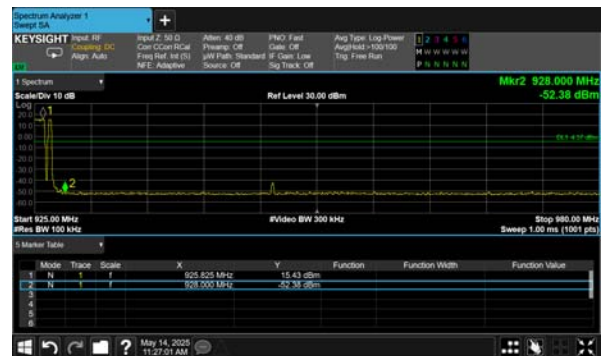 Spectrum Analyzer 1
Swept SA
+
KEYSIGHT Input: RF Input Z: 50 Ω Atten: 40 dB PNO: Fast Avg Type: Log-Power 1 2 3 4 5 6
Coupling: DC Corr CCorr RCal Preamp: Off Gate: Off Avg|Hold:>100/100 M W W W W W
Align: Auto Freq Ref: Int (S) µW Path: Standard IF Gain: Low Trig: Free Run
NFE: Adaptive Source: Off Sig Track: Off P N N N N N
1 Spectrum
Mkr2 928.000 MHz
Scale/Div 10 dB Ref Level 30.00 dBm -52.38 dBm
Log
1
20.0
10.0
0.00
DL1 -4.57 dBm
-10.0
-20.0
-30.0
-40.0
2
-50.0
-60.0
Start 925.00 MHz #Video BW 300 kHz Stop 980.00 MHz
#Res BW 100 kHz Sweep 1.00 ms (1001 pts)
5 Marker Table
Mode Trace Scale X Y Function Function Width Function Value
1 N 1 f 925.825 MHz 15.43 dBm
2 N 1 f 928.000 MHz -52.38 dBm
3
4
5
6
? May 14, 2025
11:27:01 AM